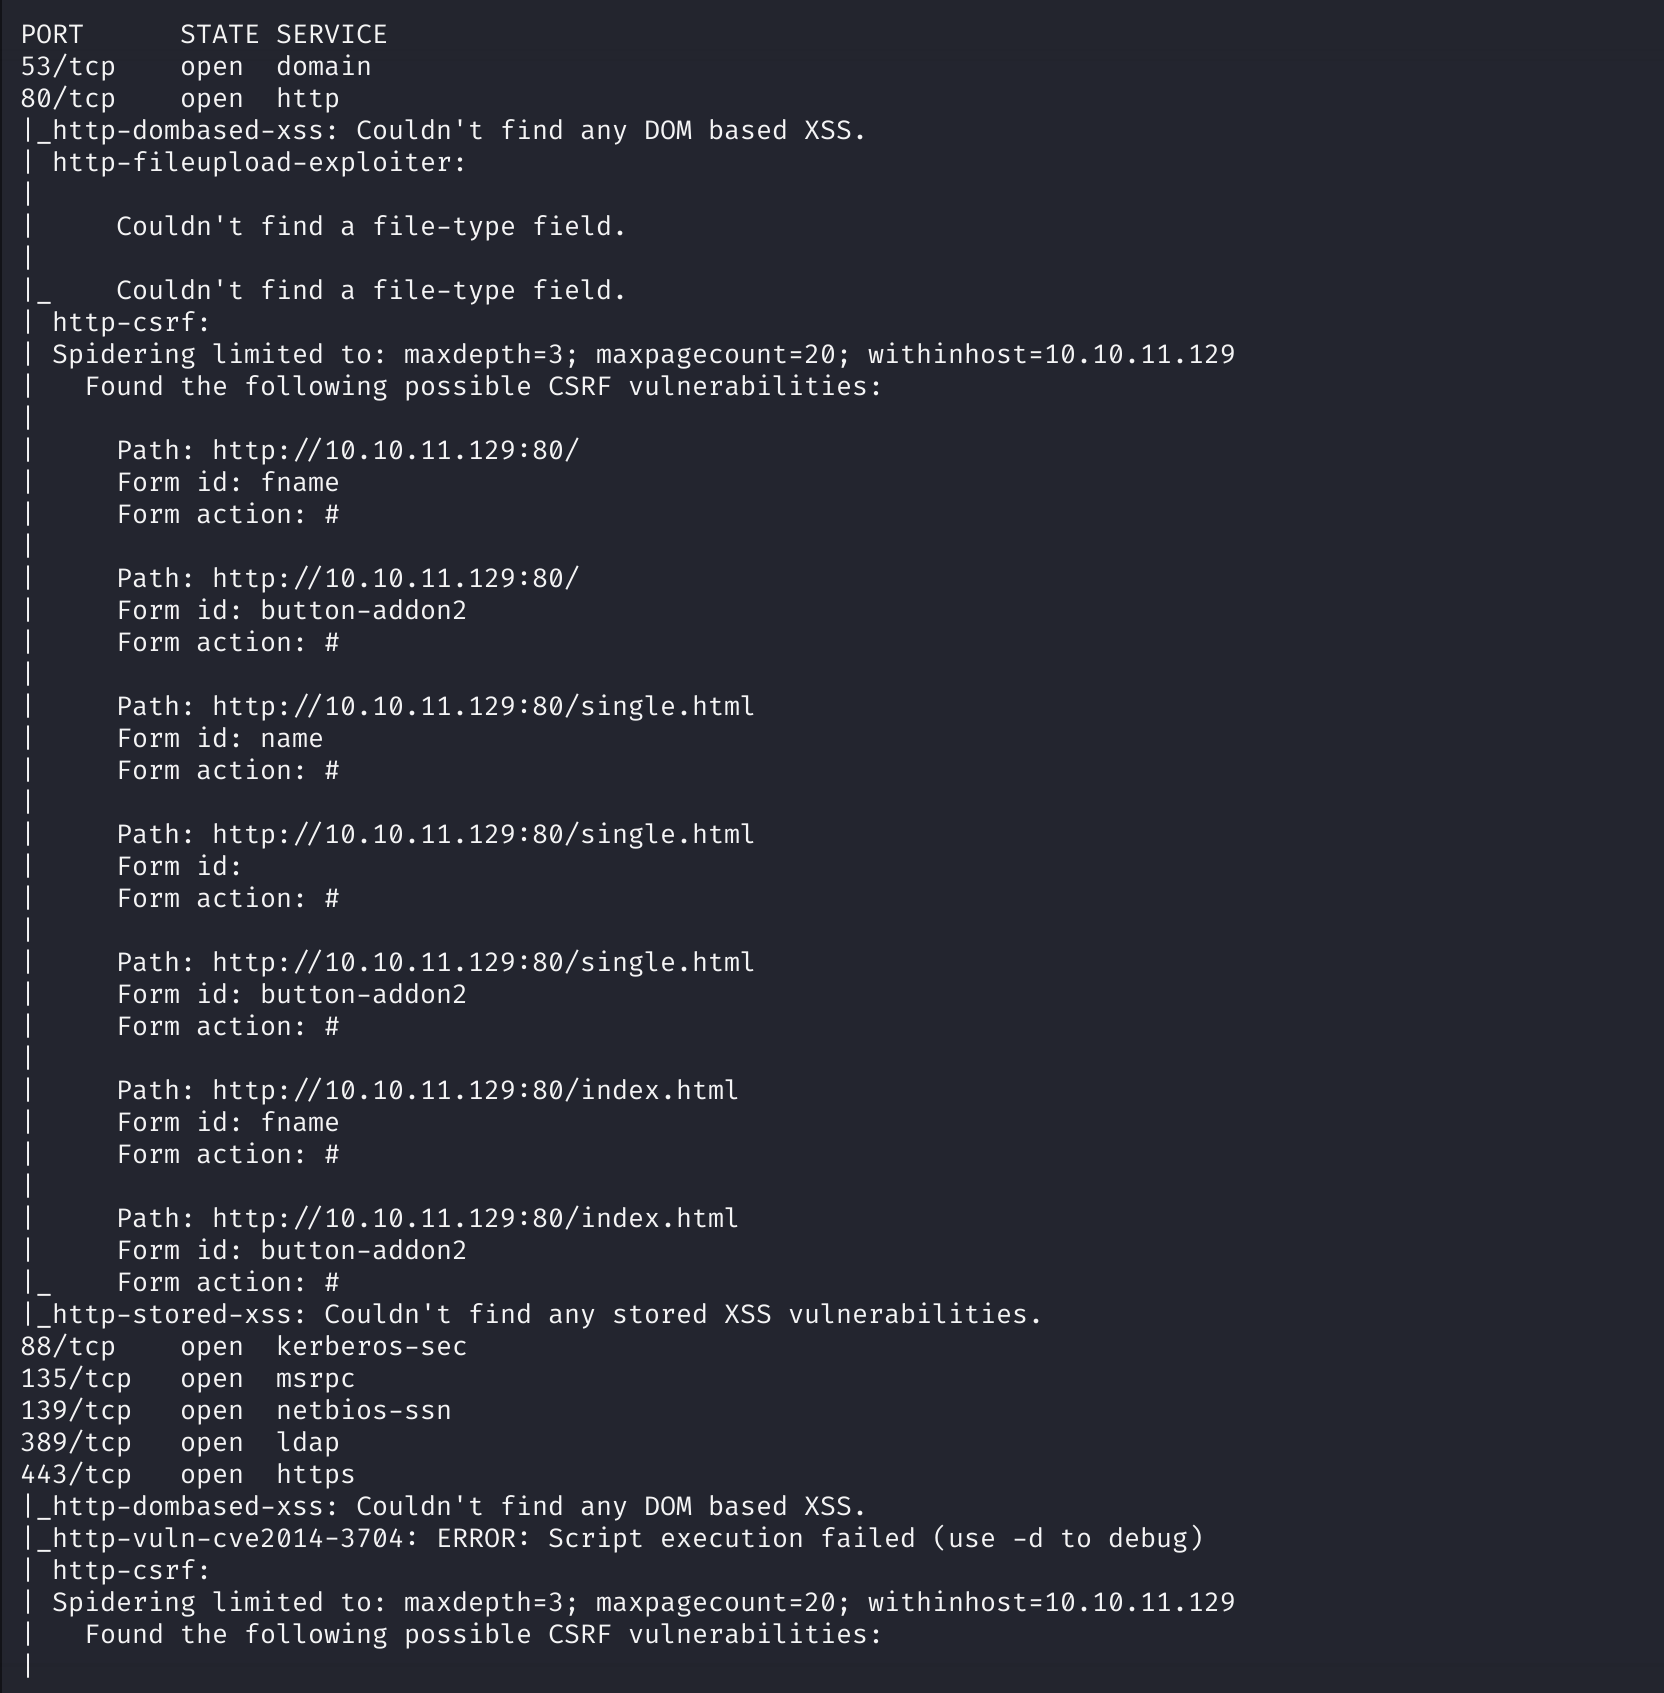 PORT      STATE SERVICE
53/tcp    open  domain
80/tcp    open  http
|_http-dombased-xss: Couldn't find any DOM based XSS.
| http-fileupload-exploiter:
|
|     Couldn't find a file-type field.
|
|_    Couldn't find a file-type field.
| http-csrf:
| Spidering limited to: maxdepth=3; maxpagecount=20; withinhost=10.10.11.129
|   Found the following possible CSRF vulnerabilities:
|
|     Path: http://10.10.11.129:80/
|     Form id: fname
|     Form action: #
|
|     Path: http://10.10.11.129:80/
|     Form id: button-addon2
|     Form action: #
|
|     Path: http://10.10.11.129:80/single.html
|     Form id: name
|     Form action: #
|
|     Path: http://10.10.11.129:80/single.html
|     Form id:
|     Form action: #
|
|     Path: http://10.10.11.129:80/single.html
|     Form id: button-addon2
|     Form action: #
|
|     Path: http://10.10.11.129:80/index.html
|     Form id: fname
|     Form action: #
|
|     Path: http://10.10.11.129:80/index.html
|     Form id: button-addon2
|_    Form action: #
|_http-stored-xss: Couldn't find any stored XSS vulnerabilities.
88/tcp    open  kerberos-sec
135/tcp   open  msrpc
139/tcp   open  netbios-ssn
389/tcp   open  ldap
443/tcp   open  https
|_http-dombased-xss: Couldn't find any DOM based XSS.
|_http-vuln-cve2014-3704: ERROR: Script execution failed (use -d to debug)
| http-csrf:
| Spidering limited to: maxdepth=3; maxpagecount=20; withinhost=10.10.11.129
|   Found the following possible CSRF vulnerabilities:
|